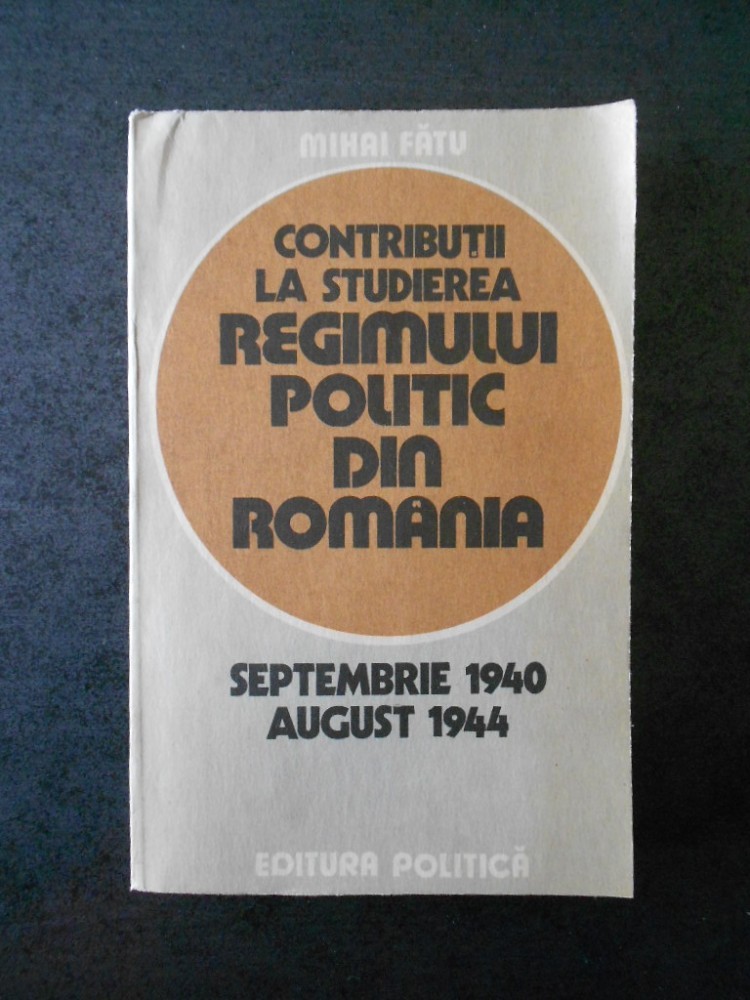 MIHAI FĂTU
CONTRIBUȚII
LA STUDIEREA
REGIMULUI
POLITIC
DIN
ROMÂNIA
SEPTEMBRIE 1940
AUGUST 1944
EDITURA POLITICĂ